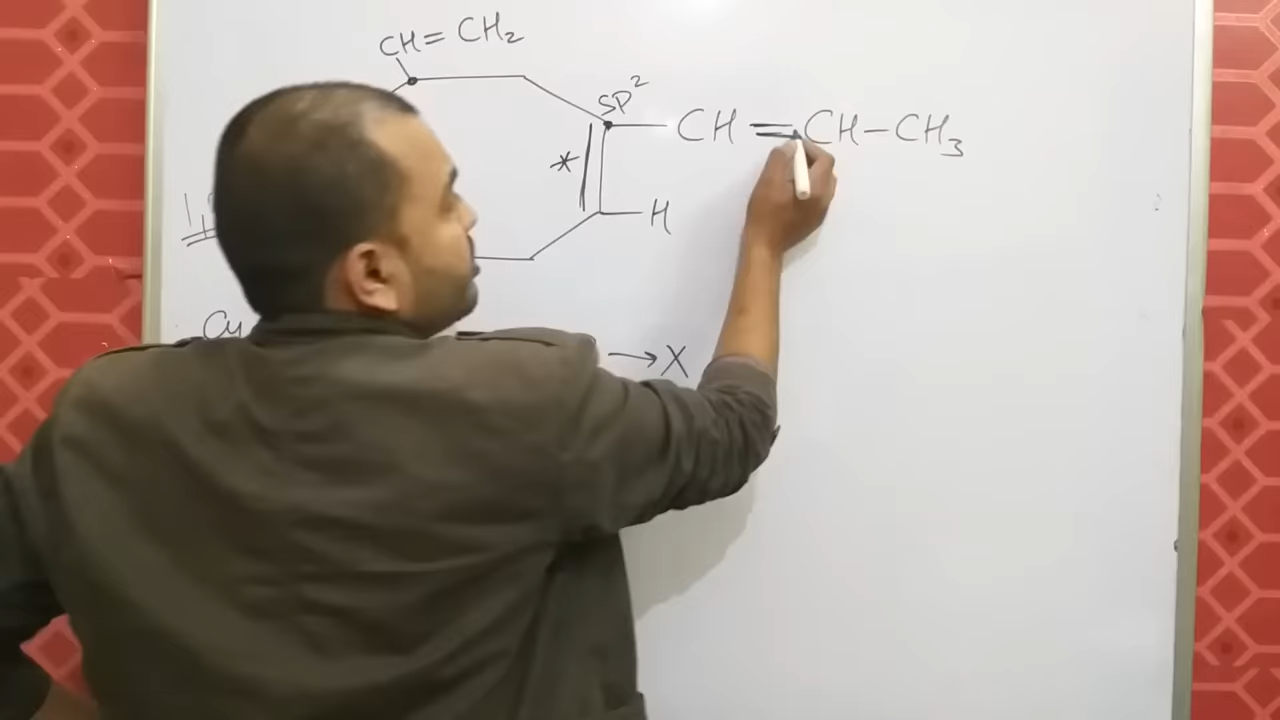 CH=CH2
SP²
*
CH=CH-CH3
H
→X